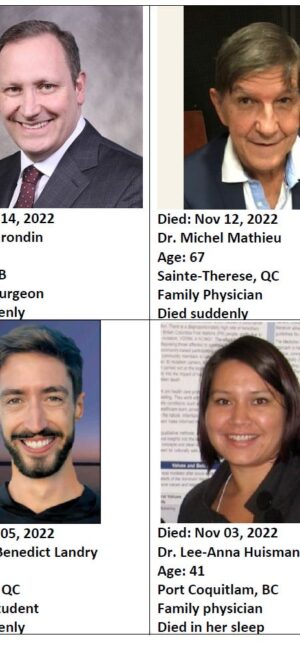 14, 2022
rondin
B
urgeon
enly
Died: Nov 12, 2022
Dr. Michel Mathieu
Age: 67
Sainte-Therese, QC
Family Physician
Died suddenly
05, 2022
Benedict Landry
QC
tudent
enly
Values and
Died: Nov 03, 2022
Dr. Lee-Anna Huisman
Age: 41
Port Coquitlam, BC
Family physician
Died in her sleep